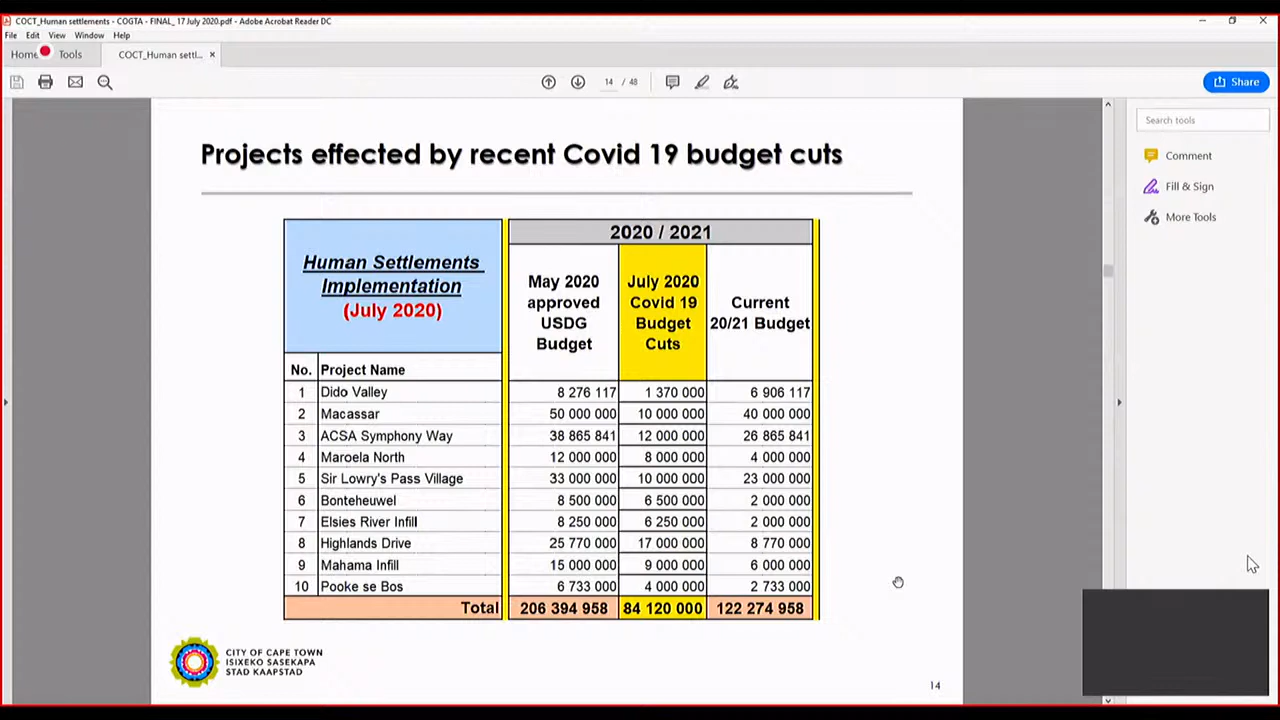 COCT_Human settlements - COGTA - FINAL_ 17 July 2020.pdf - Adobe Acrobat Reader DC
File Edit View Window Help
Home Tools COCT_Human settl... ×
14 / 48 Share
Search tools
Comment
Fill & Sign
More Tools
Projects effected by recent Covid 19 budget cuts
Human Settlements
Implementation
(July 2020)
2020 / 2021
May 2020
approved
USDG
Budget
July 2020
Covid 19
Budget
Cuts
Current
20/21 Budget
No. Project Name
1 Dido Valley 8 276 117 1 370 000 6 906 117
2 Macassar 50 000 000 10 000 000 40 000 000
3 ACSA Symphony Way 38 865 841 12 000 000 26 865 841
4 Maroela North 12 000 000 8 000 000 4 000 000
5 Sir Lowry's Pass Village 33 000 000 10 000 000 23 000 000
6 Bonteheuwel 8 500 000 6 500 000 2 000 000
7 Elsies River Infill 8 250 000 6 250 000 2 000 000
8 Highlands Drive 25 770 000 17 000 000 8 770 000
9 Mahama Infill 15 000 000 9 000 000 6 000 000
10 Pooke se Bos 6 733 000 4 000 000 2 733 000
Total 206 394 958 84 120 000 122 274 958
CITY OF CAPE TOWN
ISIXEKO SASEKAPA
STAD KAAPSTAD
14